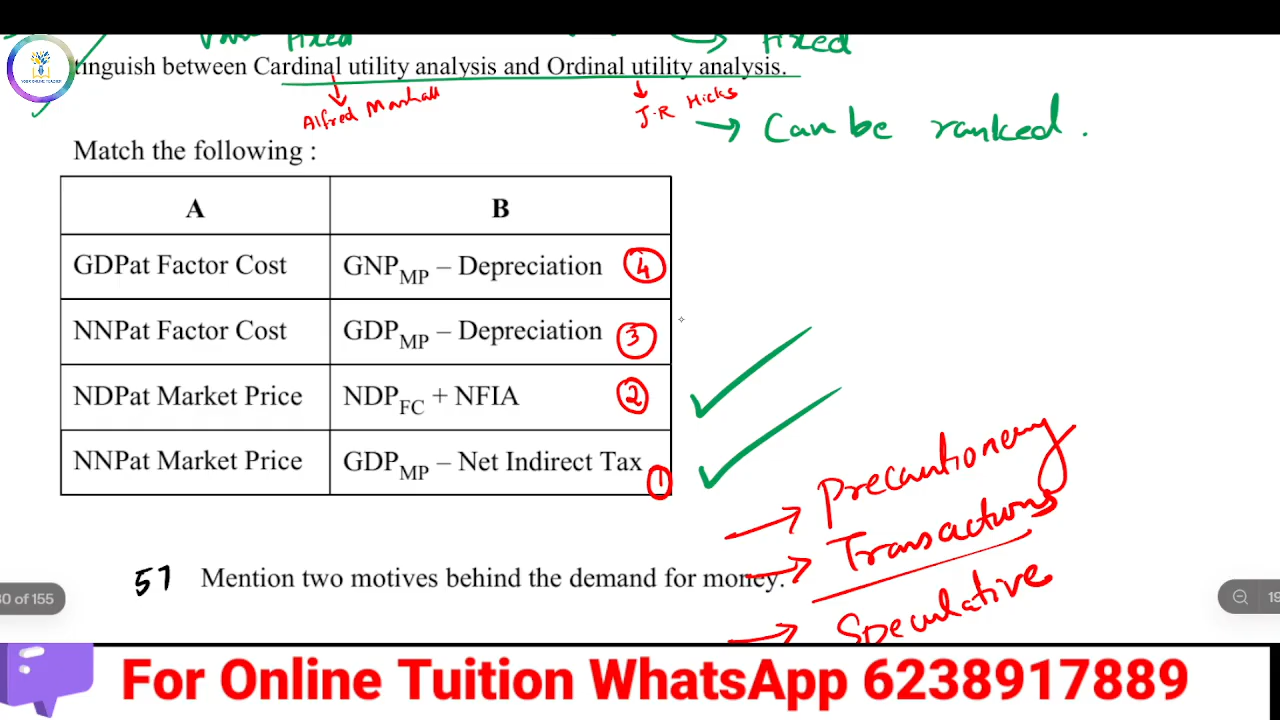 fixed
fixed
tinguish between Cardinal utility analysis and Ordinal utility analysis.
Alfred Marshall
J.R Hicks
→ Can be ranked.
Match the following :
A B
GDPat Factor Cost GNPMP – Depreciation 4
NNPat Factor Cost GDPMP – Depreciation 3
NDPat Market Price NDPFC + NFIA 2
NNPat Market Price GDPMP – Net Indirect Tax 1
→ Precautionery
→ Transactions
57 Mention two motives behind the demand for money.
→ Speculative
30 of 155
19
For Online Tuition WhatsApp 6238917889